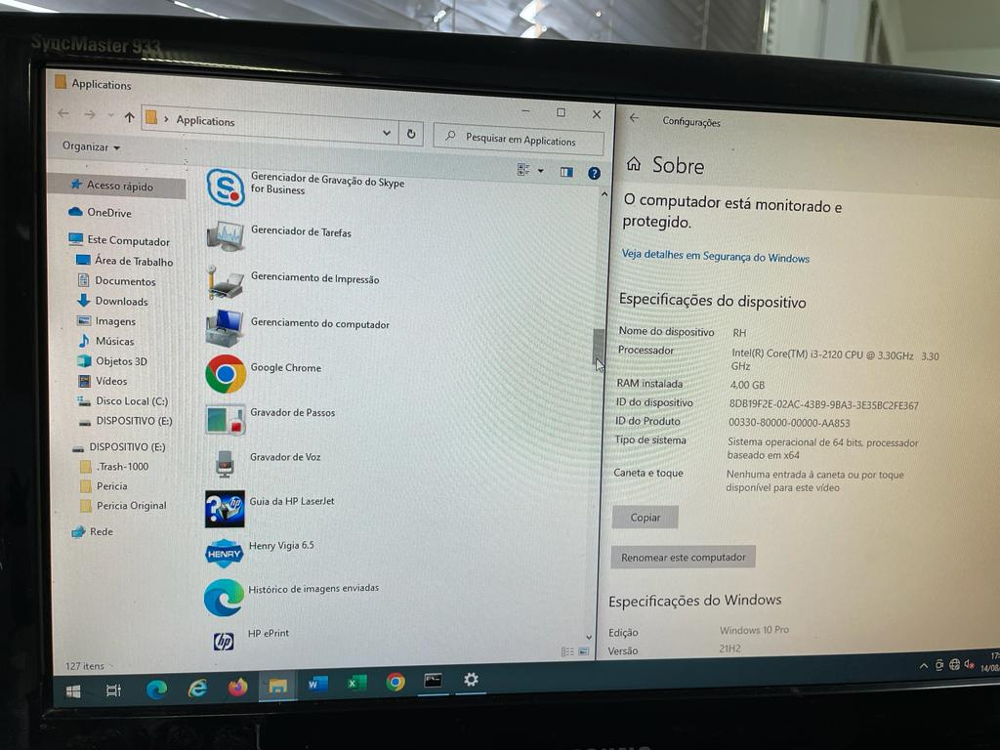 SyncMaster 933
Applications
Applications
Pesquisar em Applications
Organizar
Acesso rápido
OneDrive
Este Computador
Área de Trabalho
Documentos
Downloads
Imagens
Músicas
Objetos 3D
Vídeos
Disco Local (C:)
DISPOSITIVO (E:)
DISPOSITIVO (E:)
.Trash-1000
Pericia
Pericia Original
Rede
127 itens
Gerenciador de Gravação do Skype
for Business
Gerenciador de Tarefas
Gerenciamento de Impressão
Gerenciamento do computador
Google Chrome
Gravador de Passos
Gravador de Voz
Guia da HP LaserJet
HENRY
Henry Vigia 6.5
Histórico de imagens enviadas
hp
HP ePrint
Configurações
Sobre
O computador está monitorado e
protegido.
Veja detalhes em Segurança do Windows
Especificações do dispositivo
Nome do dispositivo RH
Processador Intel(R) Core(TM) i3-2120 CPU @ 3.30GHz 3.30
GHz
RAM instalada 4,00 GB
ID do dispositivo 8DB19F2E-02AC-43B9-9BA3-3E35BC2FE367
ID do Produto 00330-80000-00000-AA853
Tipo de sistema Sistema operacional de 64 bits, processador
baseado em x64
Caneta e toque Nenhuma entrada à caneta ou por toque
disponível para este vídeo
Copiar
Renomear este computador
Especificações do Windows
Edição Windows 10 Pro
Versão 21H2
17:
14/08/